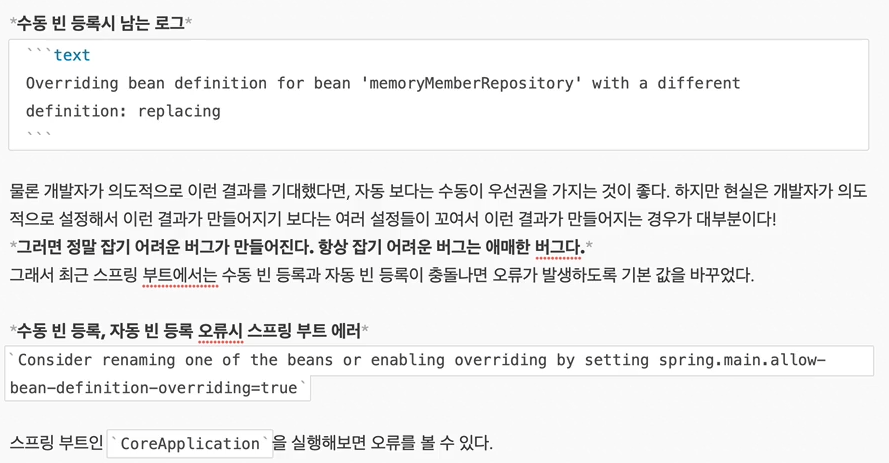 *수동 빈 등록시 남는 로그*
```text
Overriding bean definition for bean 'memoryMemberRepository' with a different
definition: replacing
```
물론 개발자가 의도적으로 이런 결과를 기대했다면, 자동 보다는 수동이 우선권을 가지는 것이 좋다. 하지만 현실은 개발자가 의도
적으로 설정해서 이런 결과가 만들어지기 보다는 여러 설정들이 꼬여서 이런 결과가 만들어지는 경우가 대부분이다!
*그러면 정말 잡기 어려운 버그가 만들어진다. 항상 잡기 어려운 버그는 애매한 버그다.*
그래서 최근 스프링 부트에서는 수동 빈 등록과 자동 빈 등록이 충돌나면 오류가 발생하도록 기본 값을 바꾸었다.
*수동 빈 등록, 자동 빈 등록 오류시 스프링 부트 에러*
`Consider renaming one of the beans or enabling overriding by setting spring.main.allow-
bean-definition-overriding=true`
스프링 부트인 `CoreApplication`을 실행해보면 오류를 볼 수 있다.